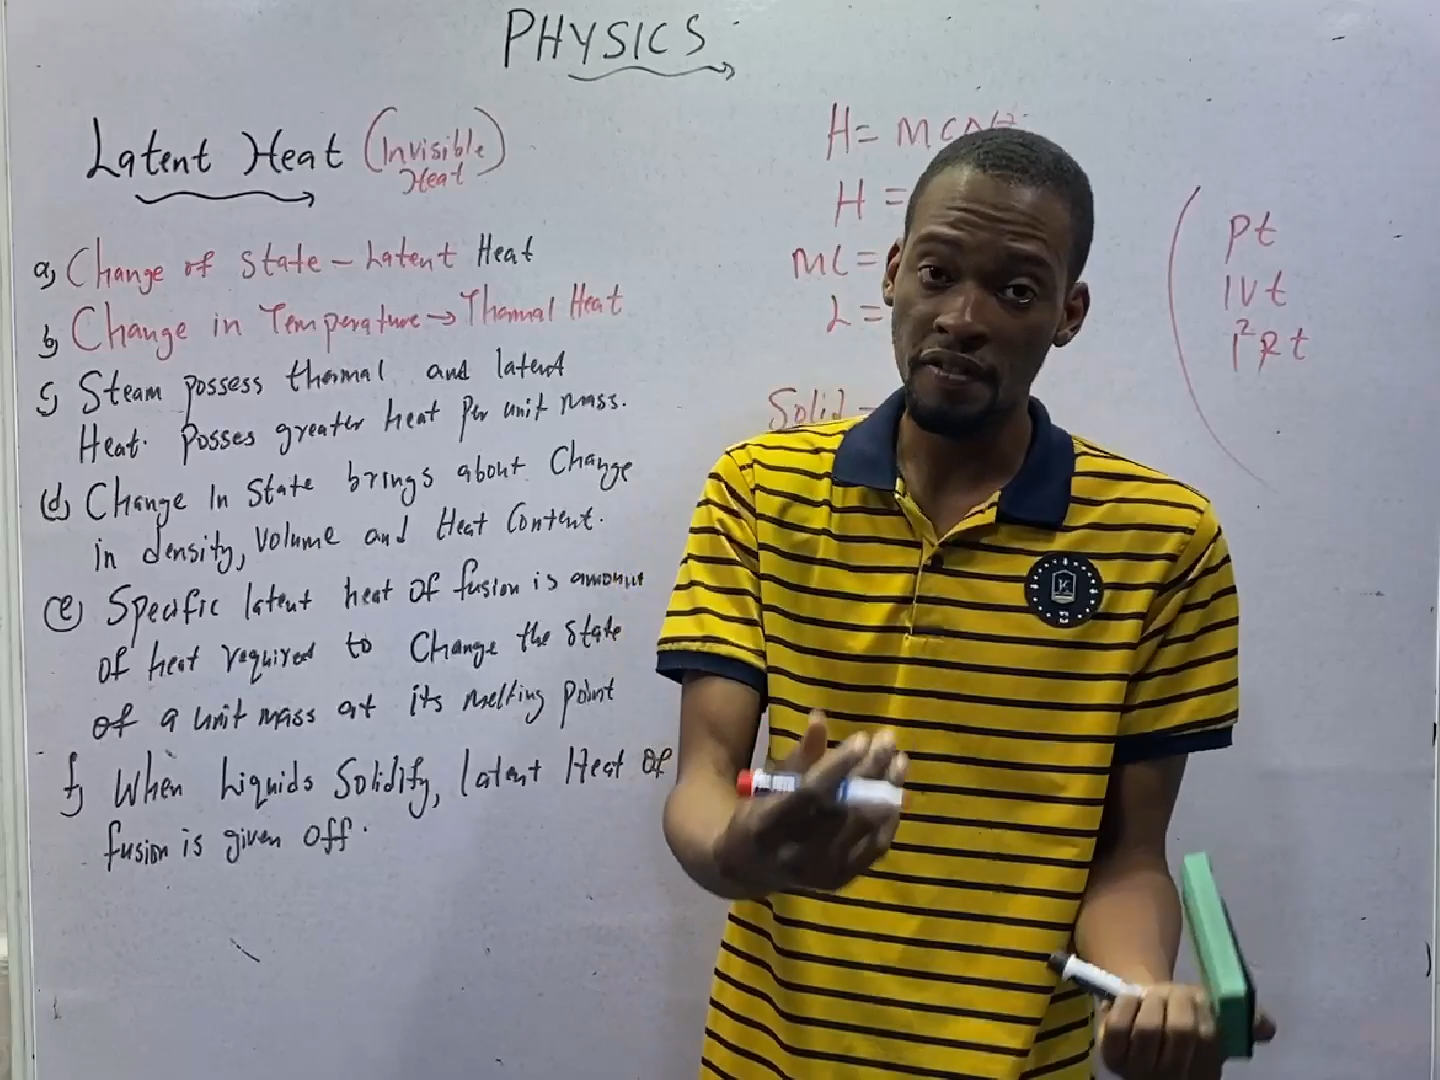 PHYSICS
Latent Heat (Invisible
Heat)
a) Change of State - Latent Heat
b) Change in Temperature → Thermal Heat
c) Steam possess thermal and latent
Heat. Posses greater heat per unit mass.
(d) Change In State brings about Change
in density, Volume and Heat Content.
(e) Specific latent heat of fusion is amount
of heat required to Change the State
of a unit mass at its melting point
f) When Liquids Solidify, latent Heat of
fusion is given off.
H = MC
H =
ML =
L =
Solid -
Pt
IVt
I²Rt